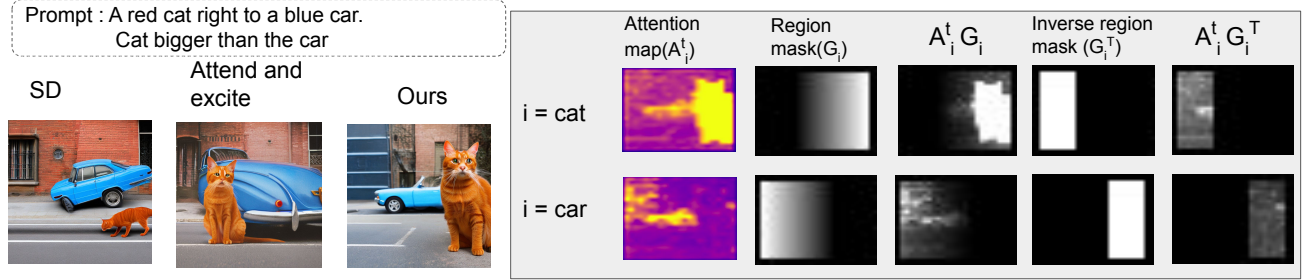 Prompt : A red cat right to a blue car.
Cat bigger than the car
SD
Attend and
excite
Ours
Attention
map(A^t_i)
Region
mask(G_i)
A^t_i G_i
Inverse region
mask (G_i^T)
A^t_i G_i^T
i = cat
i = car